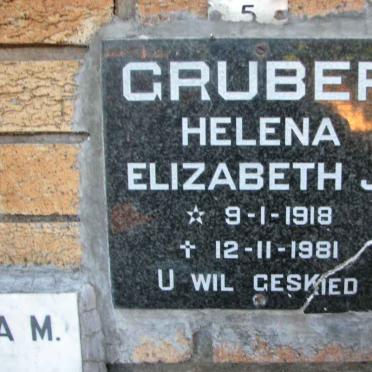 5
GRUBER
HELENA
ELIZABETH J
☆ 9-1-1918
✝ 12-11-1981
U WIL GESKIED
A M.